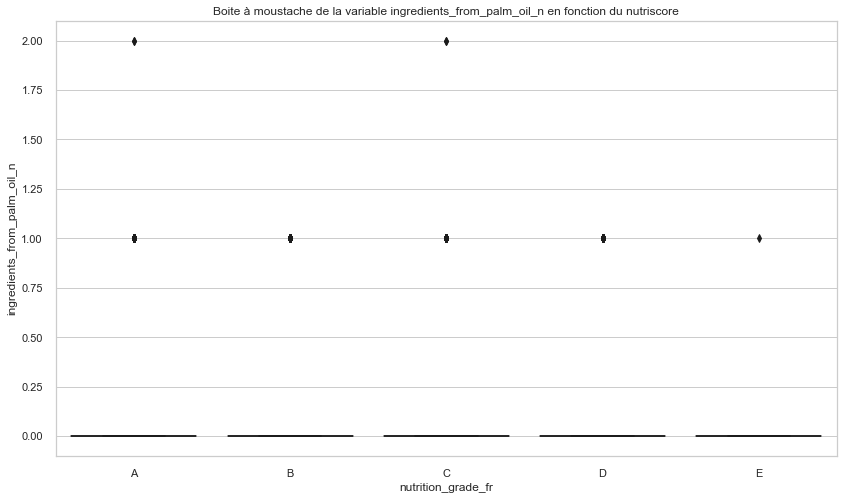 Boite à moustache de la variable ingredients_from_palm_oil_n en fonction du nutriscore
2.00
1.75
1.50
1.25
1.00
0.75
0.50
0.25
0.00
ingredients_from_palm_oil_n
A B C D E
nutrition_grade_fr